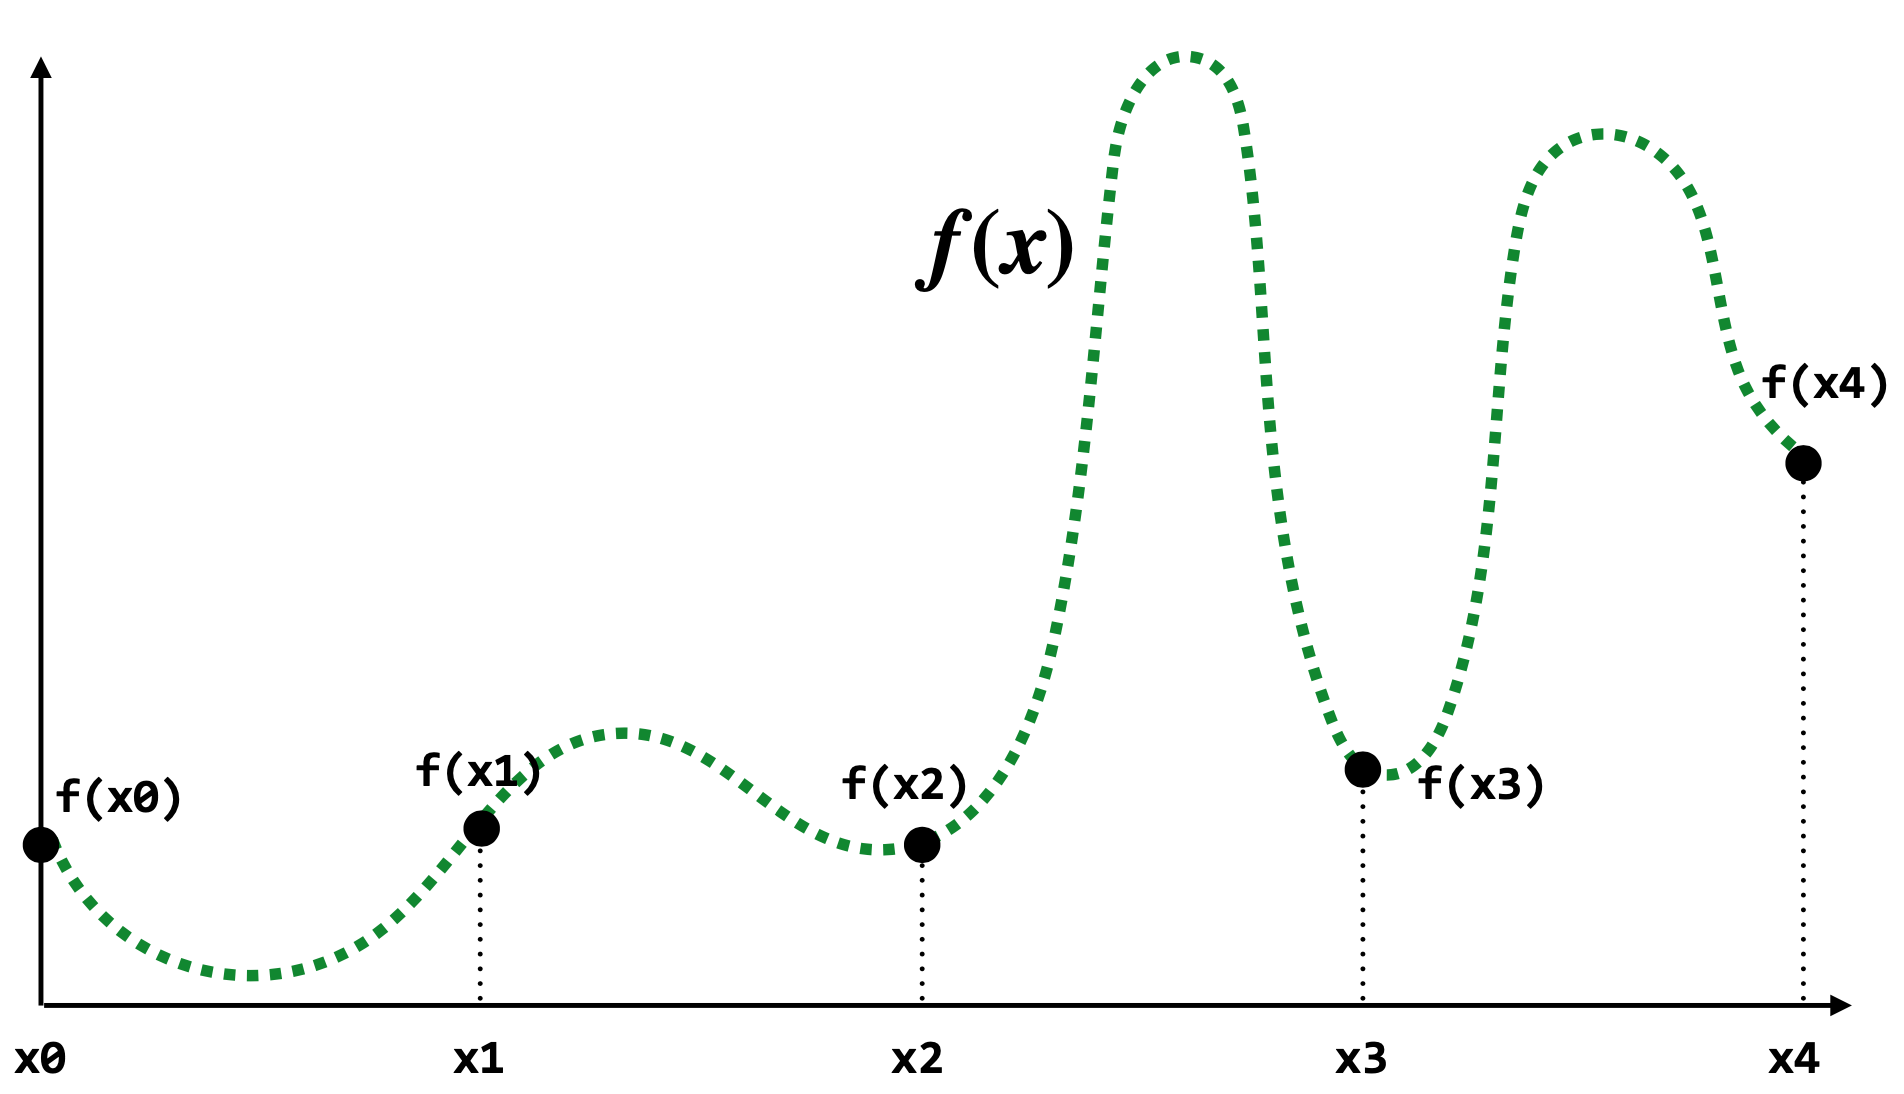 f(x)
f(x4)
f(x0)
f(x1)
f(x2)
f(x3)
x0
x1
x2
x3
x4